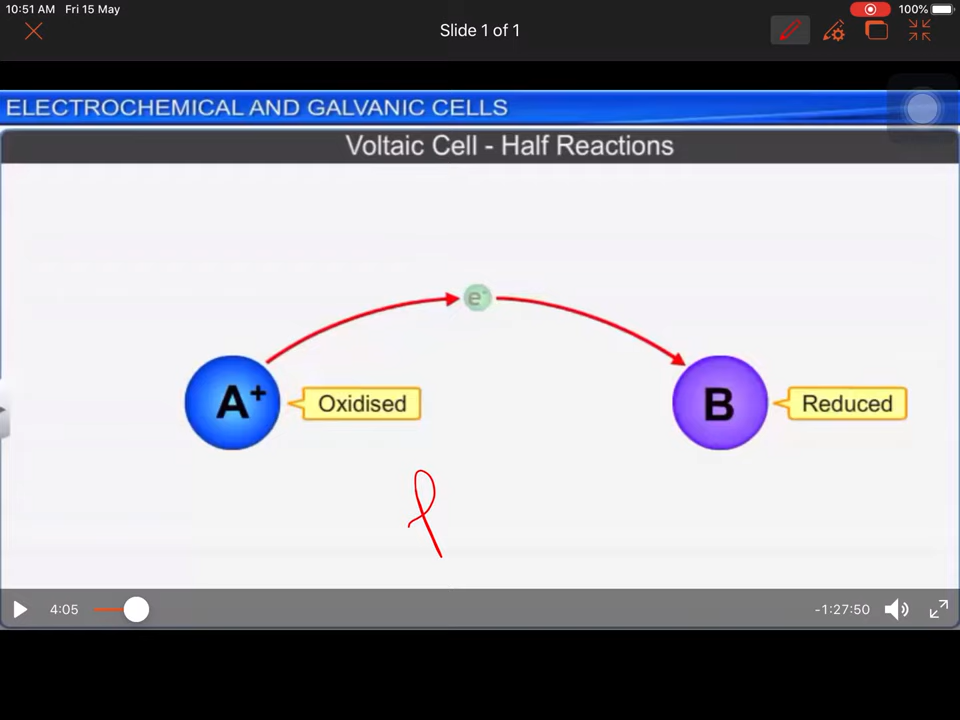 10:51 AM Fri 15 May
100%
Slide 1 of 1
ELECTROCHEMICAL AND GALVANIC CELLS
Voltaic Cell - Half Reactions
e⁻
A⁺
Oxidised
B
Reduced
4:05
-1:27:50